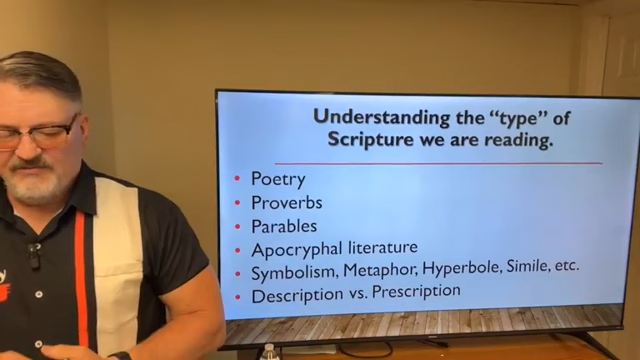 Understanding the “type” of
Scripture we are reading.
• Poetry
• Proverbs
• Parables
• Apocryphal literature
• Symbolism, Metaphor, Hyperbole, Simile, etc.
• Description vs. Prescription